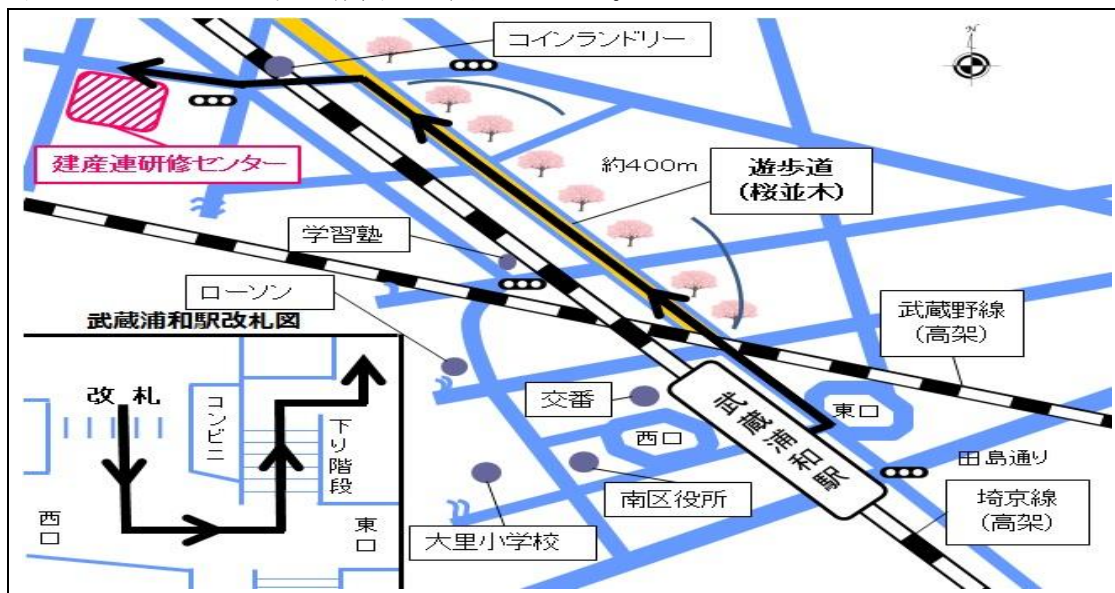 コインランドリー
建産連研修センター
約400m
遊歩道
(桜並木)
学習塾
ローソン
武蔵野線
(高架)
武蔵浦和駅改札図
改札
コンビニ
下り階段
西口
東口
交番
西口
武蔵浦和駅
東口
田島通り
南区役所
埼京線
(高架)
大里小学校